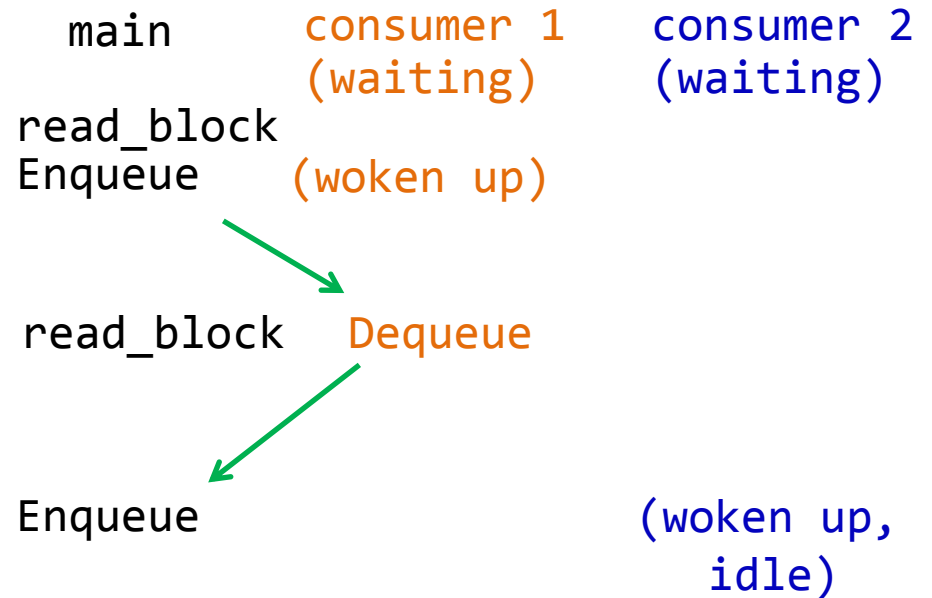 main consumer 1 consumer 2
(waiting) (waiting)
read_block
Enqueue (woken up)
read_block Dequeue
Enqueue (woken up,
idle)